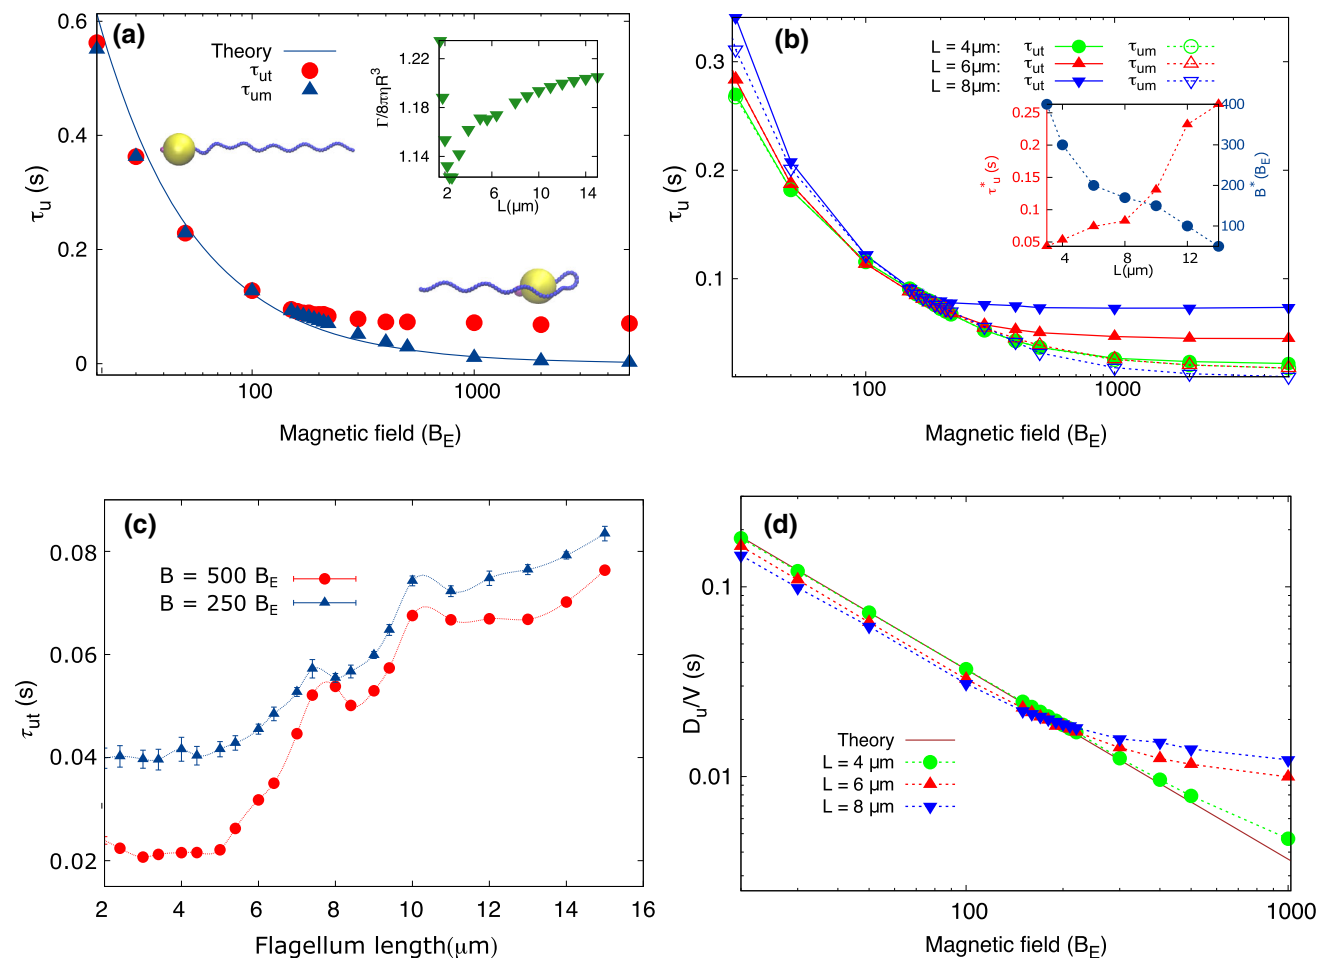 (a)
Theory
τut
τum
0.6
0.4
0.2
0
τu (s)
100
1000
Magnetic field (BE)
Γ/8πηR³
1.22
1.18
1.14
2
6
10
14
L(μm)
(b)
L = 4μm: τut τum
L = 6μm: τut τum
L = 8μm: τut τum
0.3
0.2
0.1
τu (s)
100
1000
Magnetic field (BE)
τ*u (s)
0.25
0.2
0.15
0.1
0.05
400
300
200
100
B*(BE)
4
8
12
L(μm)
(c)
B = 500 BE
B = 250 BE
0.08
0.06
0.04
0.02
τut (s)
2 4 6 8 10 12 14 16
Flagellum length(μm)
(d)
Theory
L = 4 μm
L = 6 μm
L = 8 μm
0.1
0.01
Du/V (s)
100
1000
Magnetic field (BE)